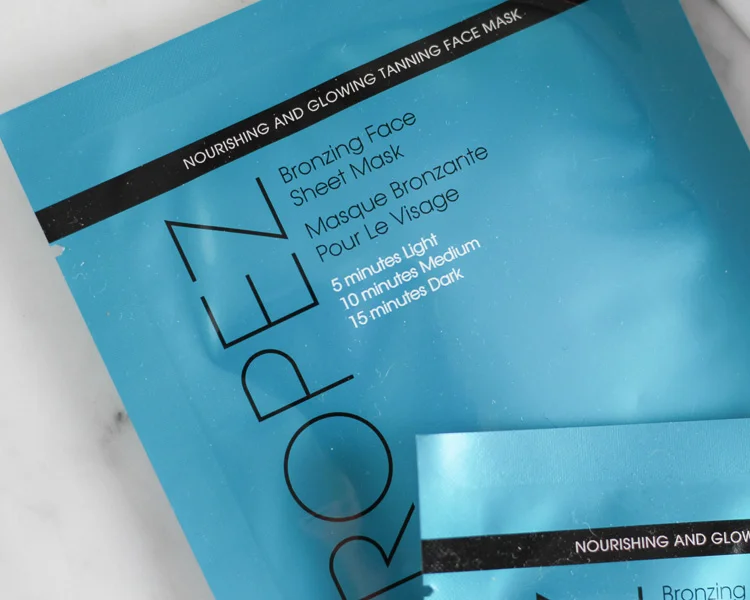 NOURISHING AND GLOWING TANNING FACE MASK
Bronzing Face
Sheet Mask
Masque Bronzante
Pour Le Visage
5 minutes Light
10 minutes Medium
15 minutes Dark
ROPEZ
NOURISHING AND GLOW
Bronzing